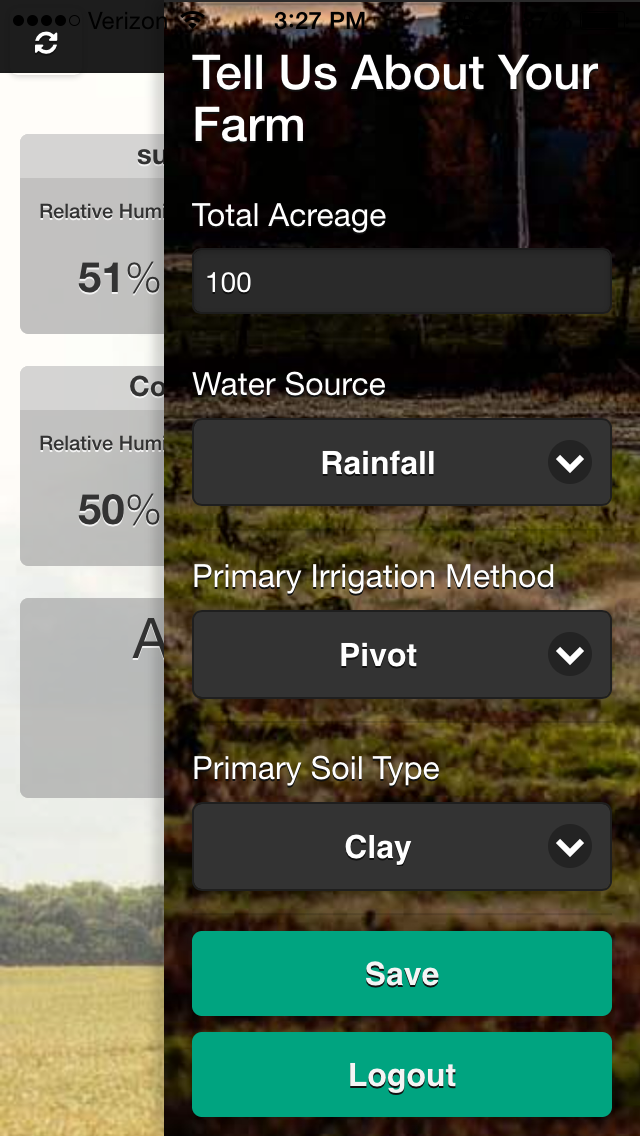 Verizon 3:27 PM
Tell Us About Your
Farm
Total Acreage
100
Water Source
Rainfall
Primary Irrigation Method
Pivot
Primary Soil Type
Clay
Save
Logout
su
Relative Humi
51%
Co
Relative Humi
50%
A